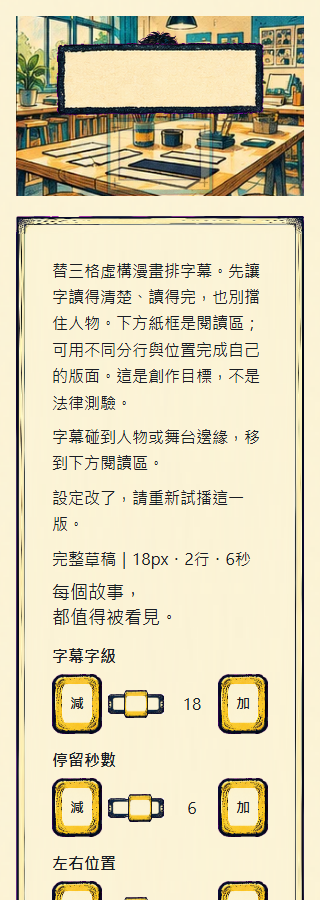 替三格虛構漫畫排字幕。先讓
字讀得清楚、讀得完，也別擋
住人物。下方紙框是閱讀區；
可用不同分行與位置完成自己
的版面。這是創作目標，不是
法律測驗。
字幕碰到人物或舞台邊緣，移
到下方閱讀區。
設定改了，請重新試播這一
版。
完整草稿｜18px · 2行 · 6秒
每個故事，
都值得被看見。
字幕字級
減 18 加
停留秒數
減 6 加
左右位置